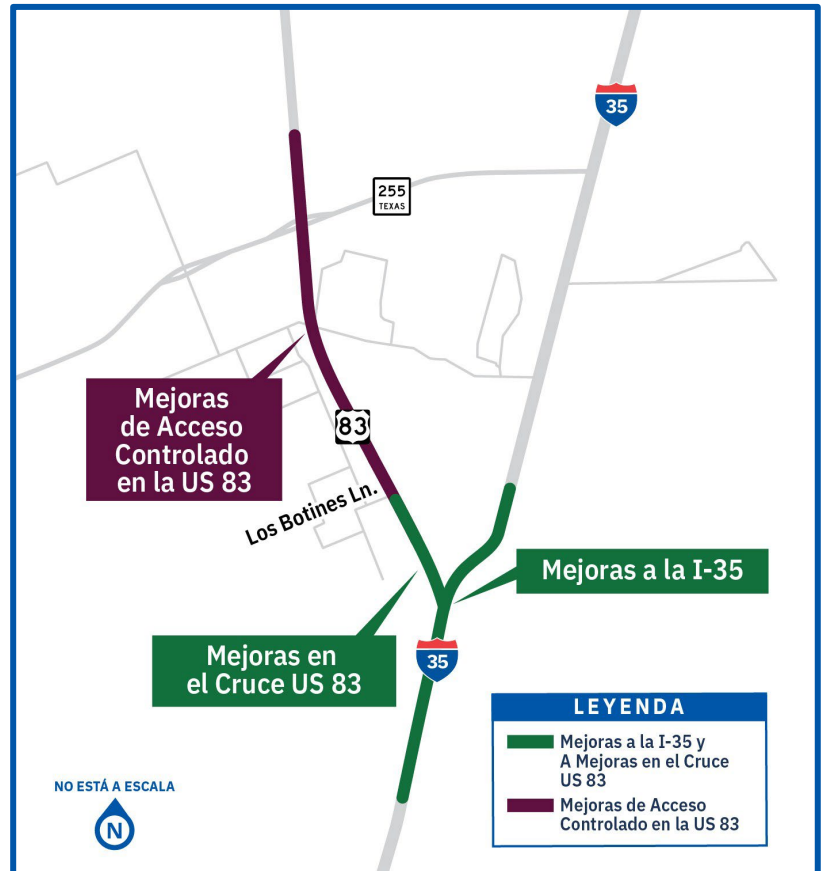 35
255
TEXAS
Mejoras
de Acceso
Controlado
en la US 83
83
Los Botines Ln.
Mejoras a la I-35
Mejoras en
el Cruce US 83
35
LEYENDA
Mejoras a la I-35 y
A Mejoras en el Cruce
US 83
Mejoras de Acceso
Controlado en la US 83
NO ESTÁ A ESCALA
N